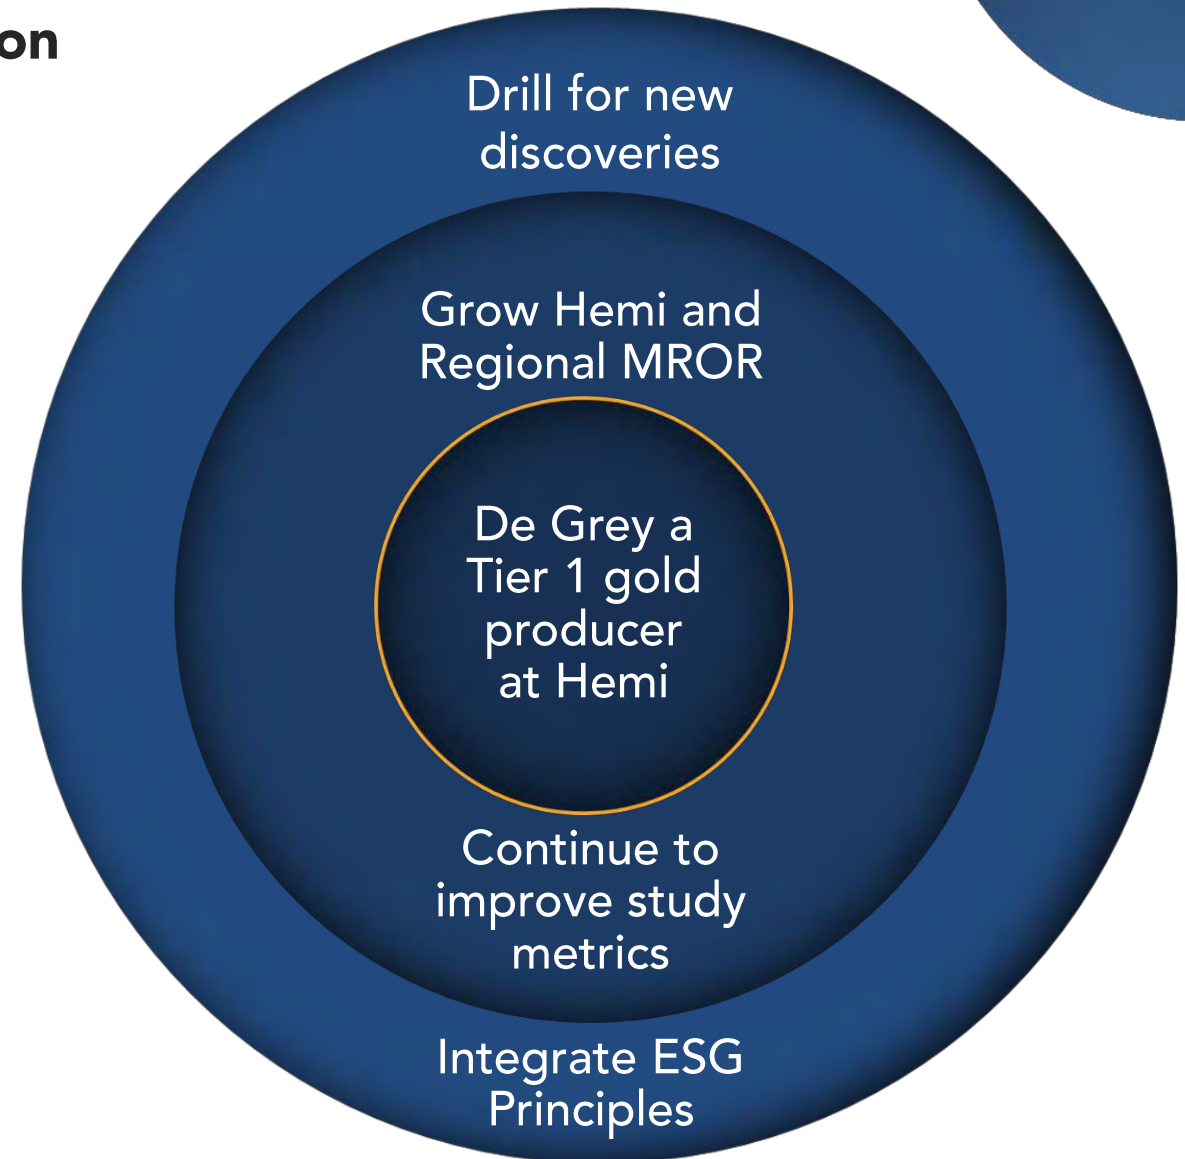 on
Drill for new
discoveries
Grow Hemi and
Regional MROR
De Grey a
Tier 1 gold
producer
at Hemi
Continue to
improve study
metrics
Integrate ESG
Principles